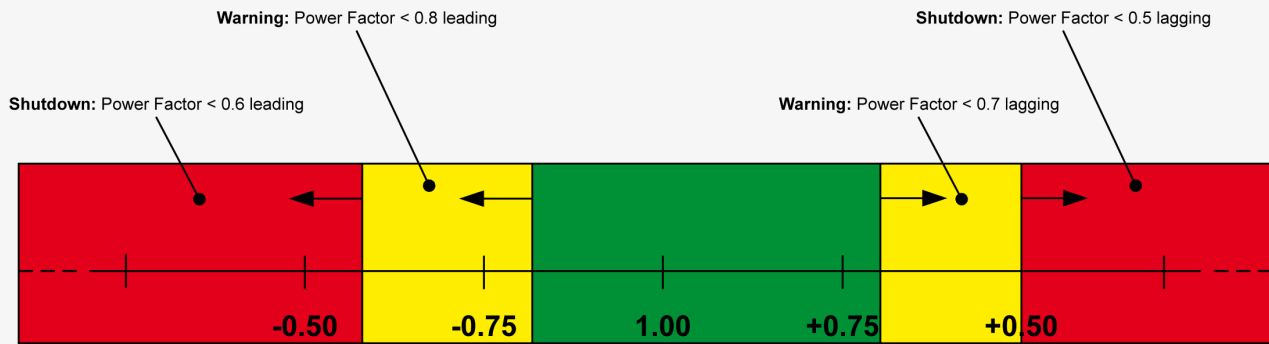 Warning: Power Factor < 0.8 leading
Shutdown: Power Factor < 0.5 lagging
Shutdown: Power Factor < 0.6 leading
Warning: Power Factor < 0.7 lagging
-0.50 -0.75 1.00 +0.75 +0.50